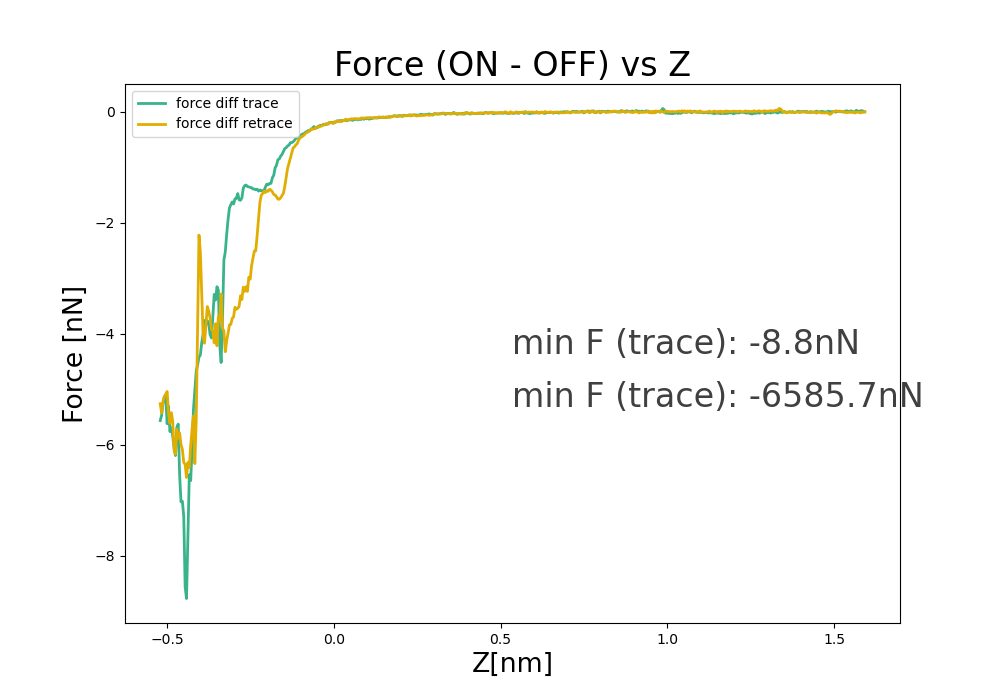 Force (ON - OFF) vs Z
force diff trace
force diff retrace
0
−2
−4
−6
−8
Force [nN]
min F (trace): -8.8nN
min F (trace): -6585.7nN
−0.5 0.0 0.5 1.0 1.5
Z[nm]